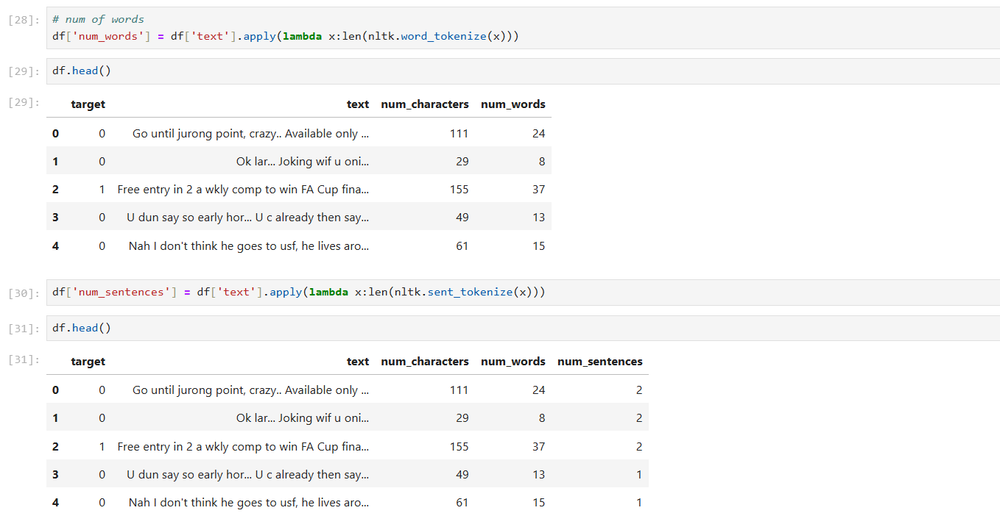 [28]: # num of words
df['num_words'] = df['text'].apply(lambda x:len(nltk.word_tokenize(x)))
[29]: df.head()
[29]: target text num_characters num_words
0 0 Go until jurong point, crazy.. Available only ... 111 24
1 0 Ok lar... Joking wif u oni... 29 8
2 1 Free entry in 2 a wkly comp to win FA Cup fina... 155 37
3 0 U dun say so early hor... U c already then say... 49 13
4 0 Nah I don't think he goes to usf, he lives aro... 61 15
[30]: df['num_sentences'] = df['text'].apply(lambda x:len(nltk.sent_tokenize(x)))
[31]: df.head()
[31]: target text num_characters num_words num_sentences
0 0 Go until jurong point, crazy.. Available only ... 111 24 2
1 0 Ok lar... Joking wif u oni... 29 8 2
2 1 Free entry in 2 a wkly comp to win FA Cup fina... 155 37 2
3 0 U dun say so early hor... U c already then say... 49 13 1
4 0 Nah I don't think he goes to usf, he lives aro... 61 15 1